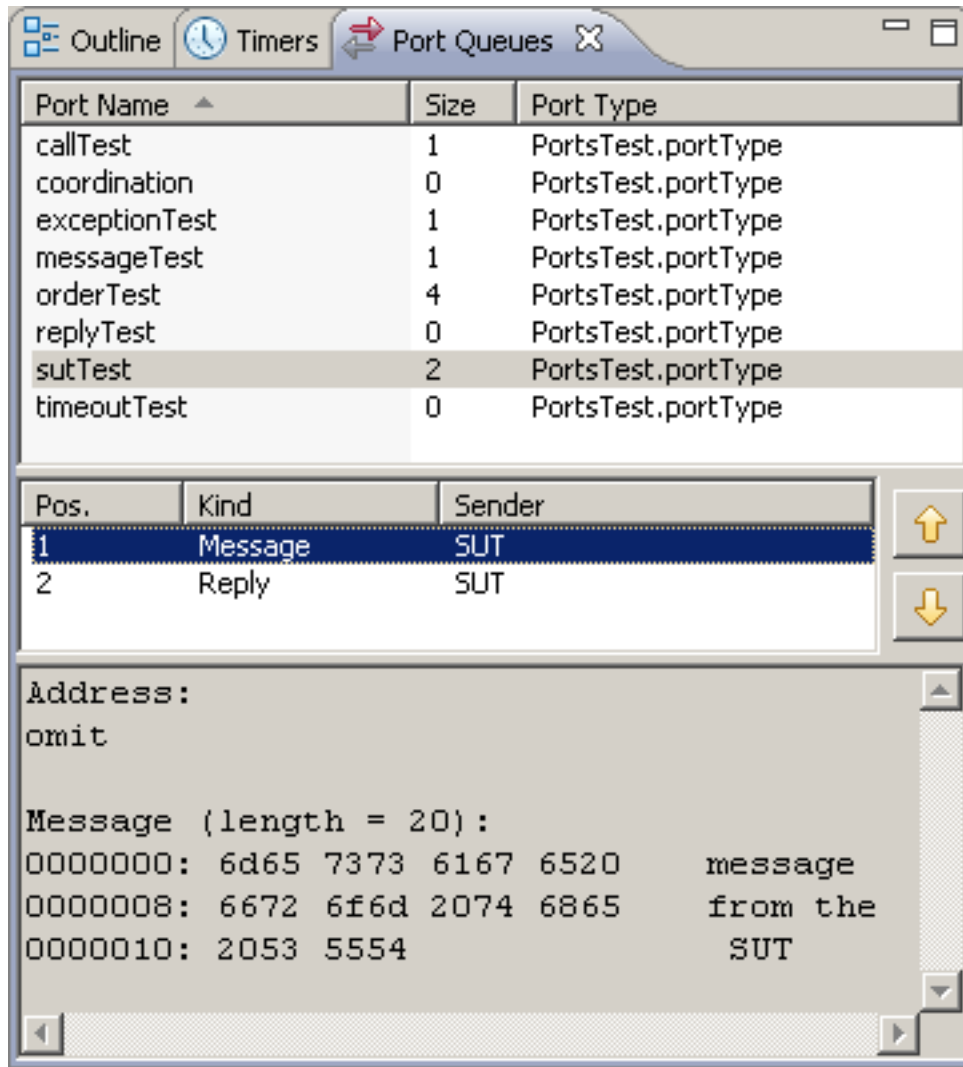 Outline Timers Port Queues
Port Name Size Port Type
callTest 1 PortsTest.portType
coordination 0 PortsTest.portType
exceptionTest 1 PortsTest.portType
messageTest 1 PortsTest.portType
orderTest 4 PortsTest.portType
replyTest 0 PortsTest.portType
sutTest 2 PortsTest.portType
timeoutTest 0 PortsTest.portType
Pos. Kind Sender
1 Message SUT
2 Reply SUT
Address:
omit
Message (length = 20):
0000000: 6d65 7373 6167 6520 message
0000008: 6672 6f6d 2074 6865 from the
0000010: 2053 5554 SUT